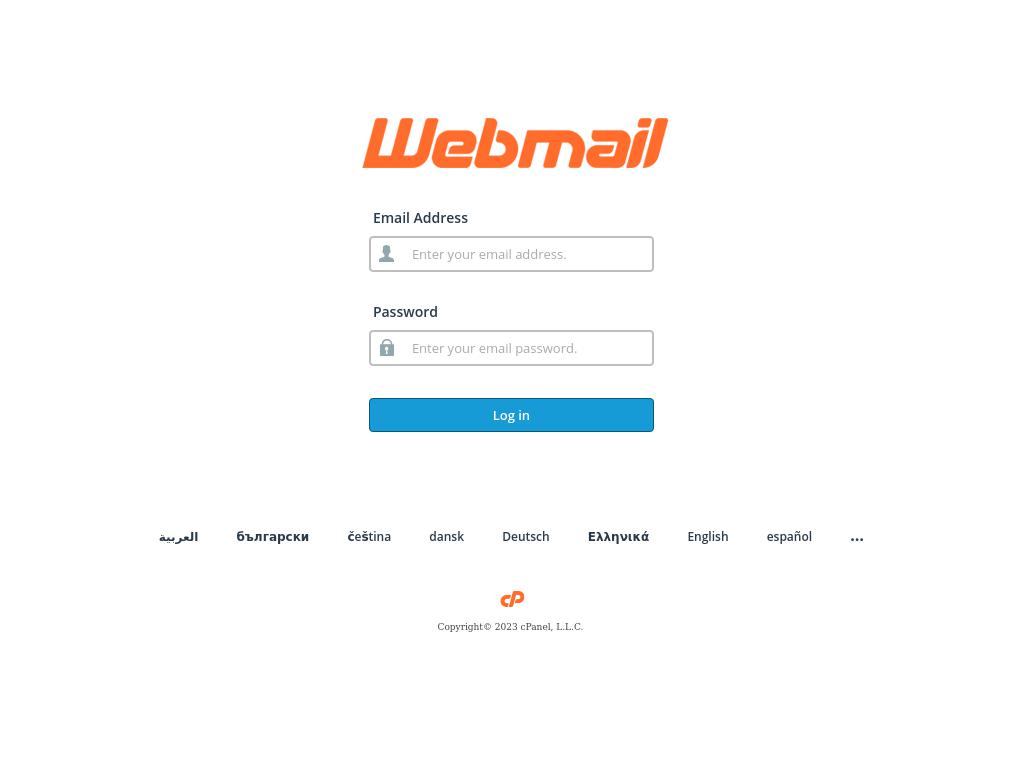 Webmail
Email Address
Enter your email address.
Password
Enter your email password.
Log in
العربية български čeština dansk Deutsch Ελληνικά English español ...
cP
Copyright© 2023 cPanel, L.L.C.